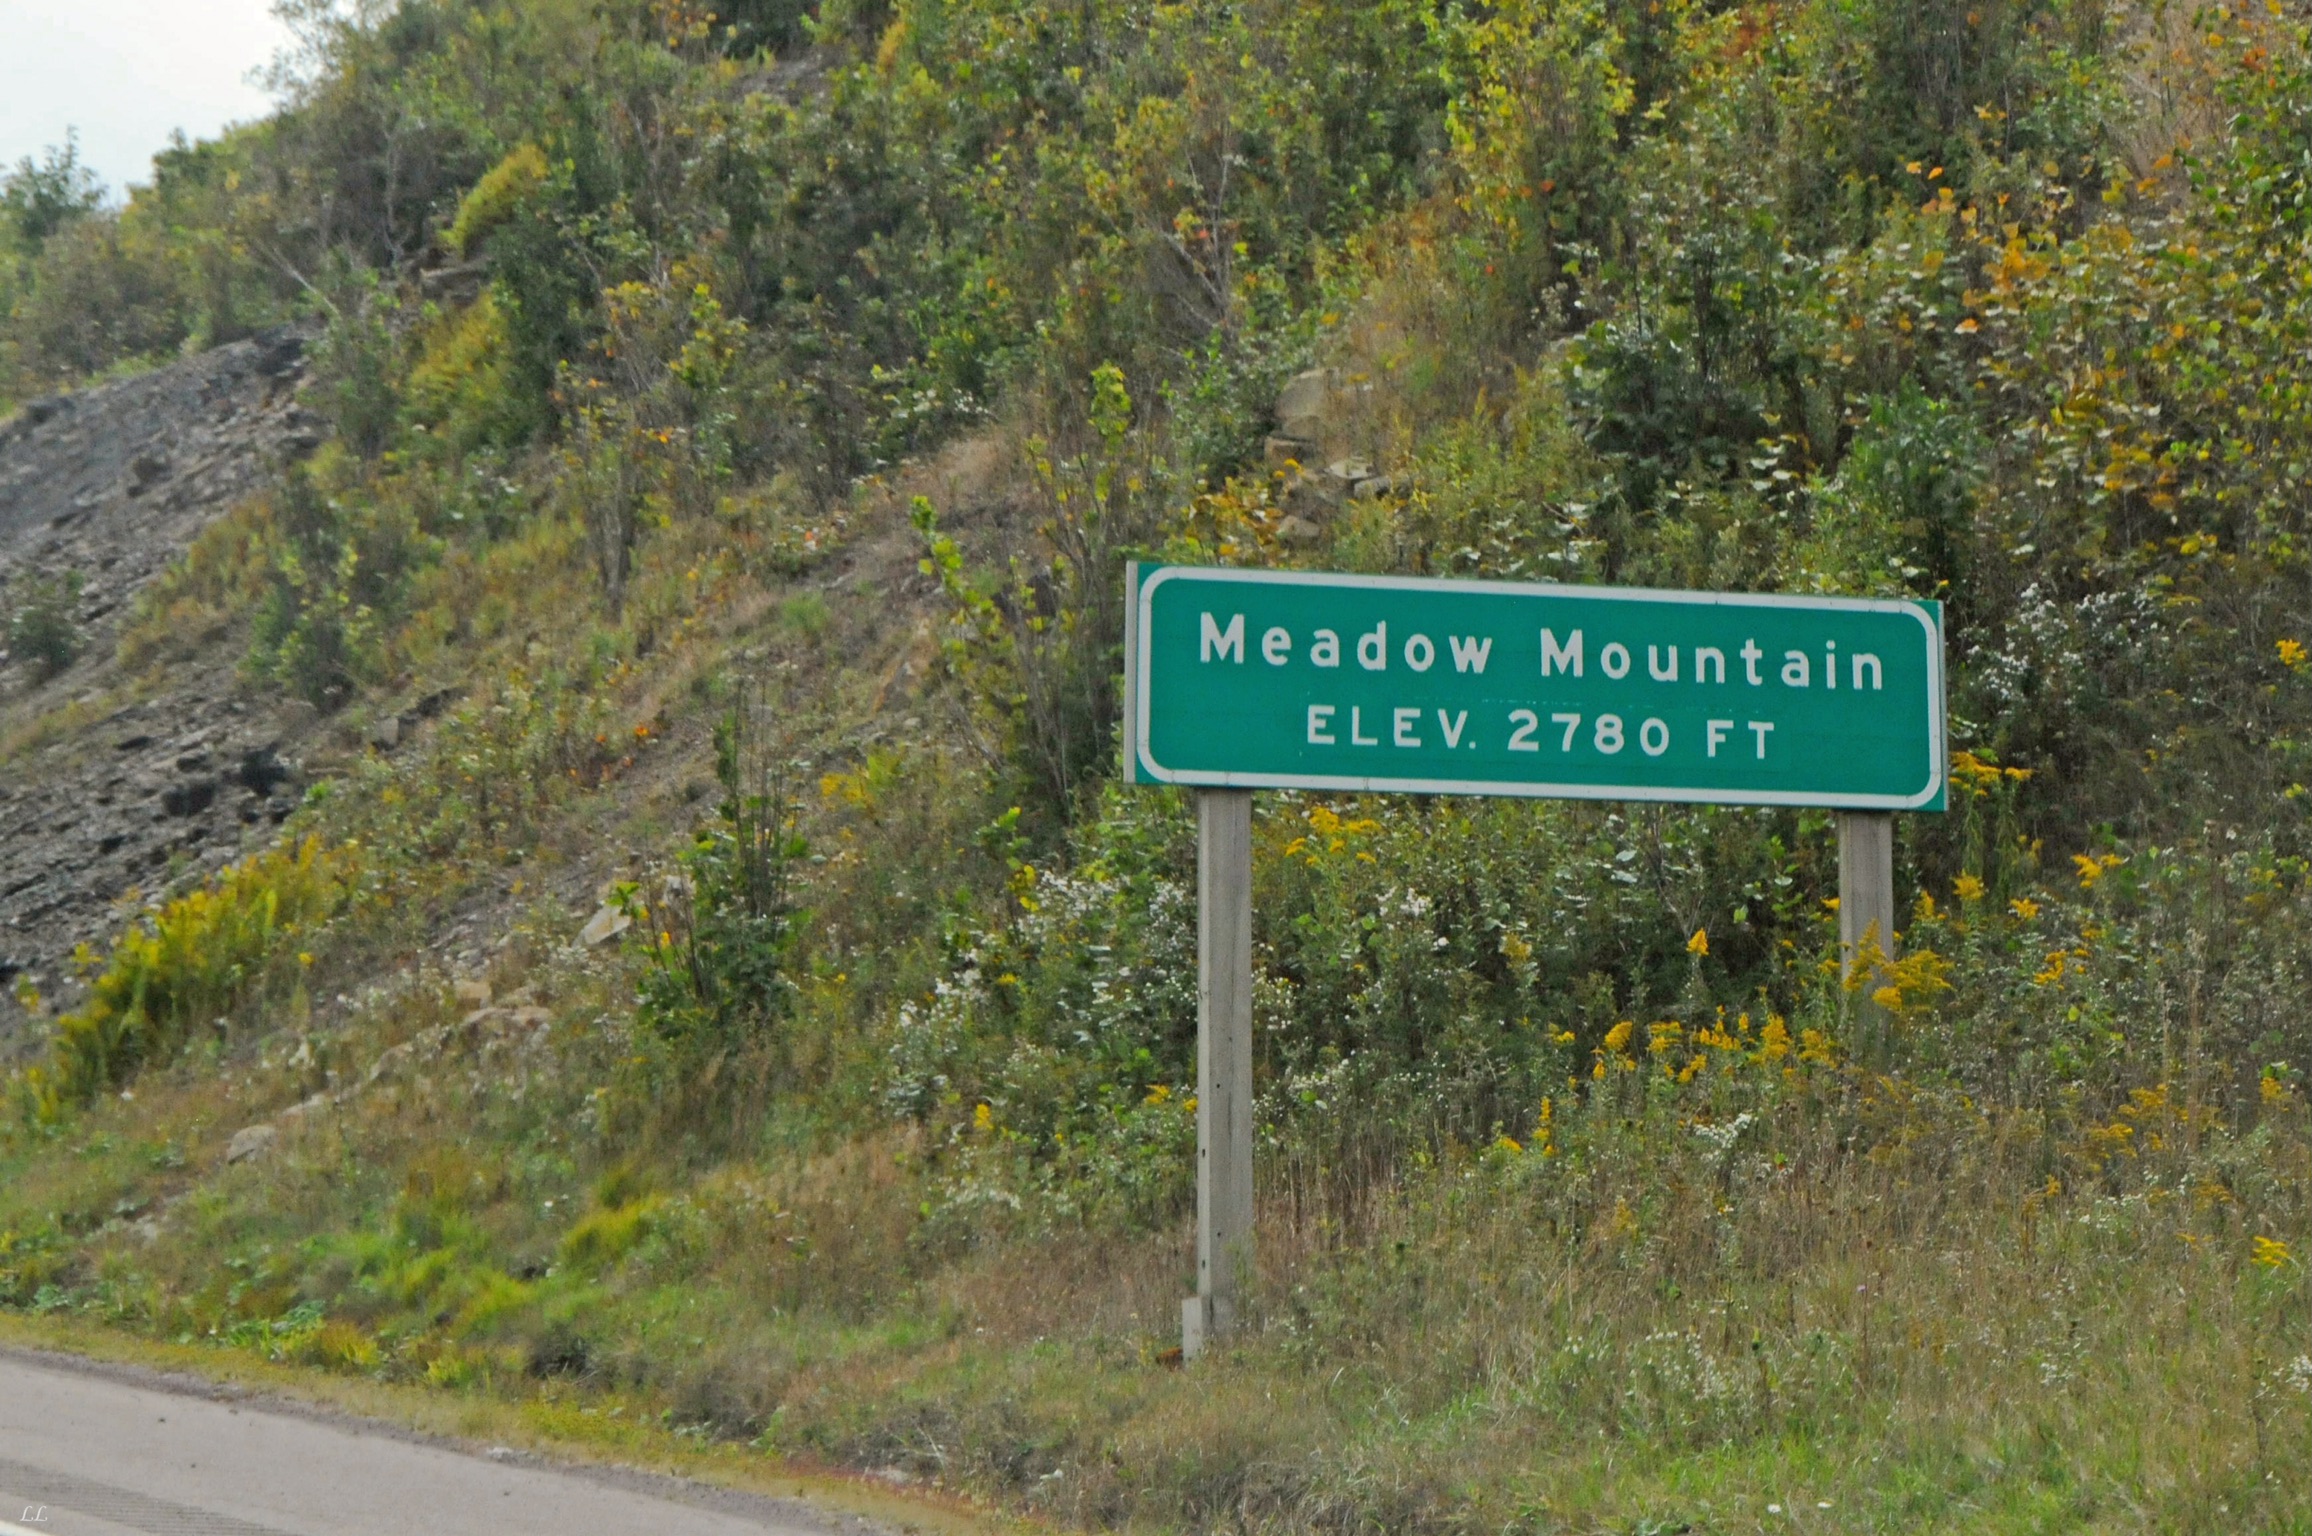 Meadow Mountain
ELEV. 2780 FT
LL